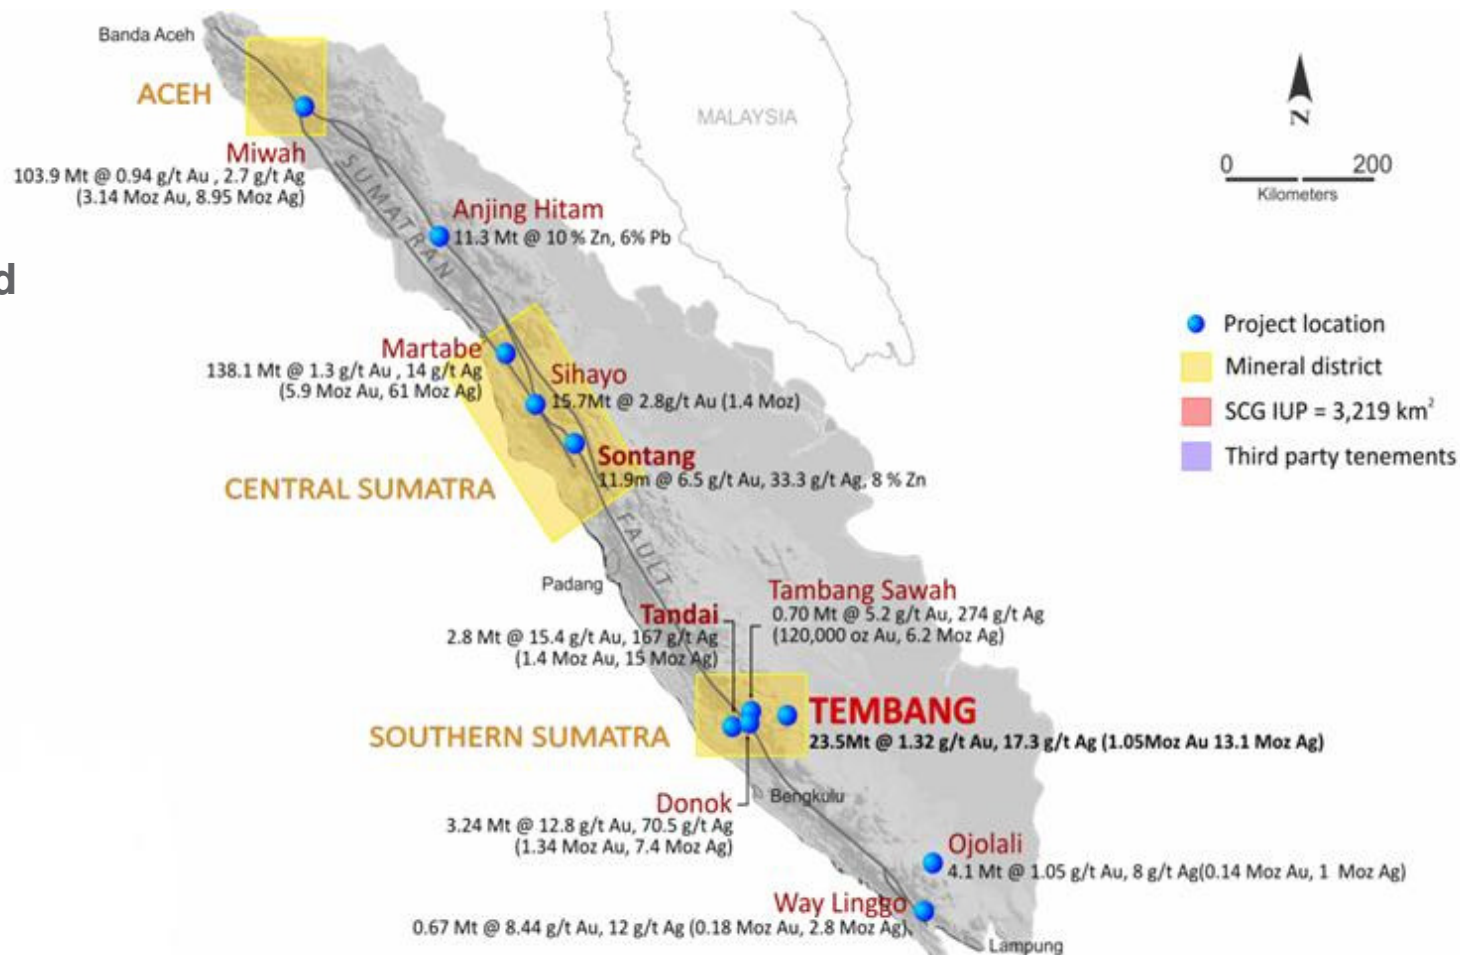 Banda Aceh
ACEH
MALAYSIA
N
0 200
Kilometers
Miwah
103.9 Mt @ 0.94 g/t Au , 2.7 g/t Ag
(3.14 Moz Au, 8.95 Moz Ag)
SUMATRAN
Anjing Hitam
11.3 Mt @ 10 % Zn, 6% Pb
d
Martabe
138.1 Mt @ 1.3 g/t Au , 14 g/t Ag
(5.9 Moz Au, 61 Moz Ag)
Sihayo
15.7Mt @ 2.8g/t Au (1.4 Moz)
Project location
Mineral district
SCG IUP = 3,219 km²
Third party tenements
Sontang
11.9m @ 6.5 g/t Au, 33.3 g/t Ag, 8 % Zn
CENTRAL SUMATRA
FAULT
Padang
Tambang Sawah
0.70 Mt @ 5.2 g/t Au, 274 g/t Ag
(120,000 oz Au, 6.2 Moz Ag)
Tandai
2.8 Mt @ 15.4 g/t Au, 167 g/t Ag
(1.4 Moz Au, 15 Moz Ag)
SOUTHERN SUMATRA
TEMBANG
23.5Mt @ 1.32 g/t Au, 17.3 g/t Ag (1.05Moz Au 13.1 Moz Ag)
Donok
3.24 Mt @ 12.8 g/t Au, 70.5 g/t Ag
(1.34 Moz Au, 7.4 Moz Ag)
Bengkulu
Ojolali
4.1 Mt @ 1.05 g/t Au, 8 g/t Ag(0.14 Moz Au, 1 Moz Ag)
Way Linggo
0.67 Mt @ 8.44 g/t Au, 12 g/t Ag (0.18 Moz Au, 2.8 Moz Ag)
Lampung